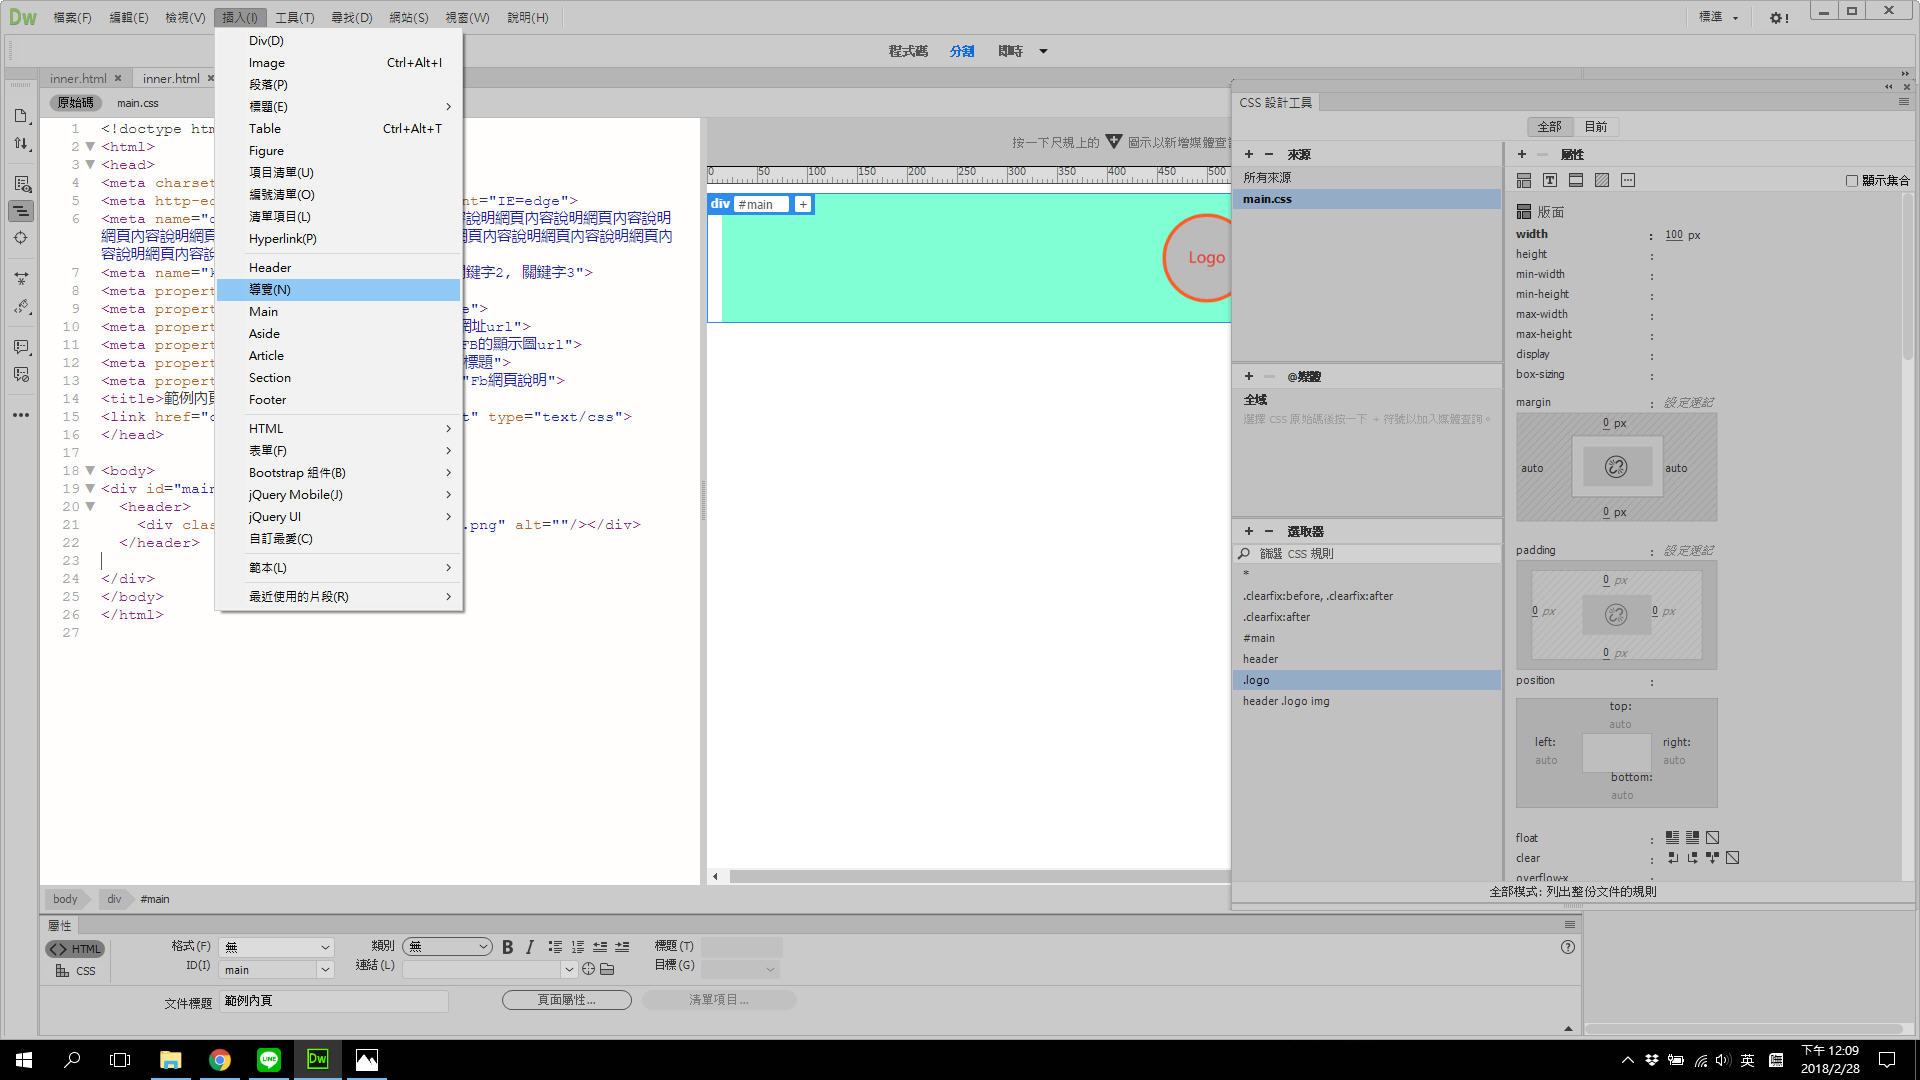 Dw 檔案(F) 編輯(E) 檢視(V) 插入(I) 工具(T) 尋找(D) 網站(S) 視窗(W) 說明(H) 標準
程式碼 分割 即時
inner.html × inner.html ×
原始碼 main.css
Div(D)
Image Ctrl+Alt+I
段落(P)
標題(E)
Table Ctrl+Alt+T
Figure
項目清單(U)
編號清單(O)
清單項目(L)
Hyperlink(P)
Header
導覽(N)
Main
Aside
Article
Section
Footer
HTML
表單(F)
Bootstrap 組件(B)
jQuery Mobile(J)
jQuery UI
自訂最愛(C)
範本(L)
最近使用的片段(R)
1 <!doctype htm
2 <html>
3 <head>
4 <meta charset
5 <meta http-ec nt="IE=edge">
6 <meta name="d 容說明網頁內容說明網頁內容說明
網頁內容說明網頁 頁內容說明網頁內容說明網頁內
容說明網頁內容說
7 <meta name="k 鍵字2, 關鍵字3">
8 <meta propert
9 <meta propert e">
10 <meta propert 網址url">
11 <meta propert FB的顯示圖url">
12 <meta propert 標題">
13 <meta propert "Fb網頁說明">
14 <title>範例內頁
15 <link href="c t" type="text/css">
16 </head>
17
18 <body>
19 <div id="main
20 <header>
21 <div clas .png" alt=""/></div>
22 </header>
23
24 </div>
25 </body>
26 </html>
27
按一下尺規上的 圖示以新增媒體查
0 50 100 150 200 250 300 350 400 450 500
div #main +
Logo
CSS 設計工具
全部 目前
+ − 來源
所有來源
main.css
+ @媒體
全域
選擇 CSS 原始碼後按一下 + 符號以加入媒體查詢。
+ − 選取器
篩選 CSS 規則
*
.clearfix:before, .clearfix:after
.clearfix:after
#main
header
.logo
header .logo img
+ 屬性
顯示集合
版面
width : 100 px
height :
min-width :
min-height :
max-width :
max-height :
display :
box-sizing :
margin : 設定速記
0 px
auto auto
0 px
padding : 設定速記
0 px
0 px 0 px
0 px
position :
top:
auto
left: right:
auto auto
bottom:
auto
float :
clear :
overflow-x :
全部模式: 列出整份文件的規則
body div #main
屬性
<> HTML 格式(F) 無 類別 無 B I 標題(T)
CSS ID(I) main 連結(L) 目標(G)
文件標題 範例內頁 頁面屬性... 清單項目...
Dw 英 下午 12:09
2018/2/28